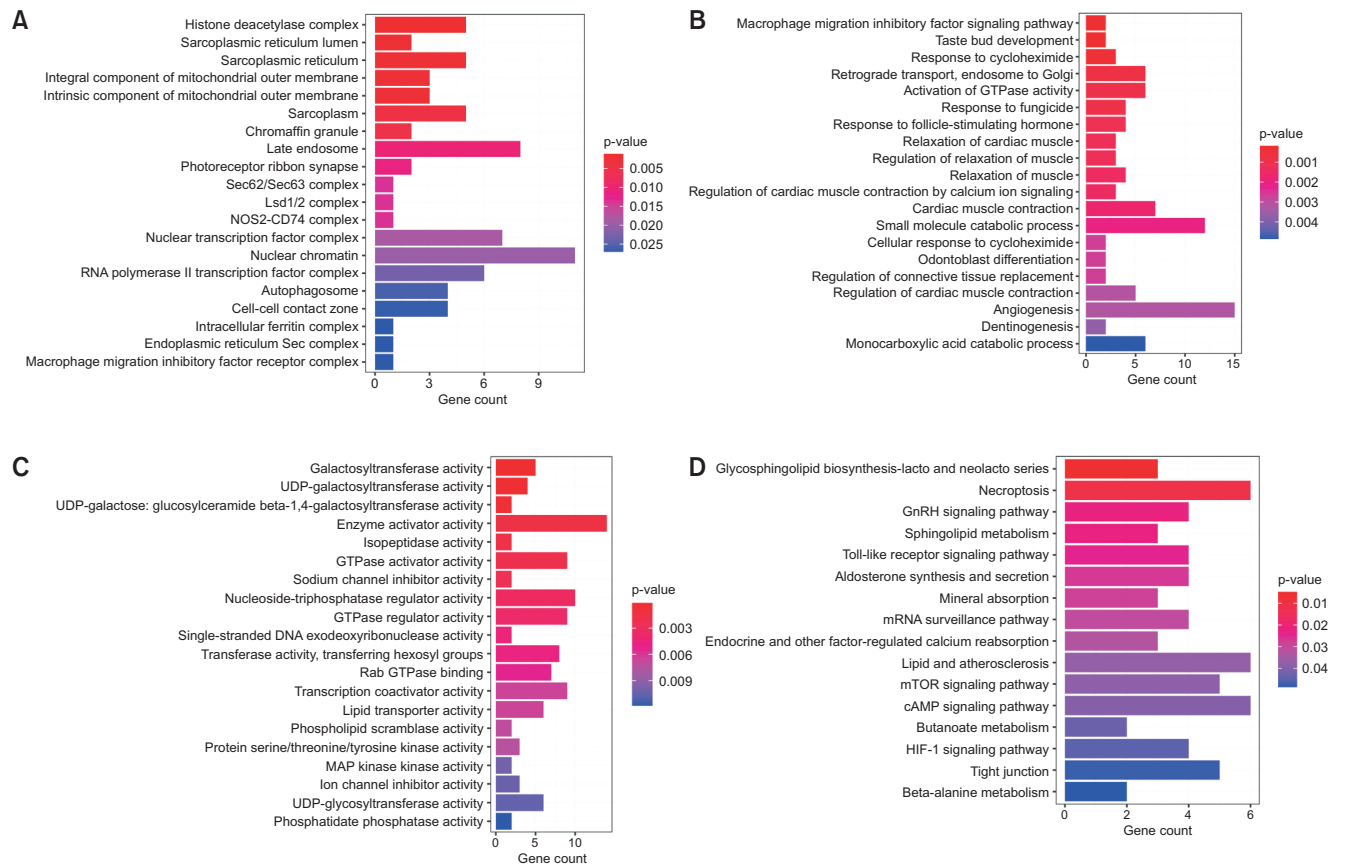 A
Histone deacetylase complex
Sarcoplasmic reticulum lumen
Sarcoplasmic reticulum
Integral component of mitochondrial outer membrane
Intrinsic component of mitochondrial outer membrane
Sarcoplasm
Chromaffin granule
Late endosome
Photoreceptor ribbon synapse
Sec62/Sec63 complex
Lsd1/2 complex
NOS2-CD74 complex
Nuclear transcription factor complex
Nuclear chromatin
RNA polymerase II transcription factor complex
Autophagosome
Cell-cell contact zone
Intracellular ferritin complex
Endoplasmic reticulum Sec complex
Macrophage migration inhibitory factor receptor complex
0 3 6 9
Gene count
p-value
0.005
0.010
0.015
0.020
0.025
B
Macrophage migration inhibitory factor signaling pathway
Taste bud development
Response to cycloheximide
Retrograde transport, endosome to Golgi
Activation of GTPase activity
Response to fungicide
Response to follicle-stimulating hormone
Relaxation of cardiac muscle
Regulation of relaxation of muscle
Relaxation of muscle
Regulation of cardiac muscle contraction by calcium ion signaling
Cardiac muscle contraction
Small molecule catabolic process
Cellular response to cycloheximide
Odontoblast differentiation
Regulation of connective tissue replacement
Regulation of cardiac muscle contraction
Angiogenesis
Dentinogenesis
Monocarboxylic acid catabolic process
0 5 10 15
Gene count
p-value
0.001
0.002
0.003
0.004
C
Galactosyltransferase activity
UDP-galactosyltransferase activity
UDP-galactose: glucosylceramide beta-1,4-galactosyltransferase activity
Enzyme activator activity
Isopeptidase activity
GTPase activator activity
Sodium channel inhibitor activity
Nucleoside-triphosphatase regulator activity
GTPase regulator activity
Single-stranded DNA exodeoxyribonuclease activity
Transferase activity, transferring hexosyl groups
Rab GTPase binding
Transcription coactivator activity
Lipid transporter activity
Phospholipid scramblase activity
Protein serine/threonine/tyrosine kinase activity
MAP kinase kinase activity
Ion channel inhibitor activity
UDP-glycosyltransferase activity
Phosphatidate phosphatase activity
0 5 10
Gene count
p-value
0.003
0.006
0.009
D
Glycosphingolipid biosynthesis-lacto and neolacto series
Necroptosis
GnRH signaling pathway
Sphingolipid metabolism
Toll-like receptor signaling pathway
Aldosterone synthesis and secretion
Mineral absorption
mRNA surveillance pathway
Endocrine and other factor-regulated calcium reabsorption
Lipid and atherosclerosis
mTOR signaling pathway
cAMP signaling pathway
Butanoate metabolism
HIF-1 signaling pathway
Tight junction
Beta-alanine metabolism
0 2 4 6
Gene count
p-value
0.01
0.02
0.03
0.04